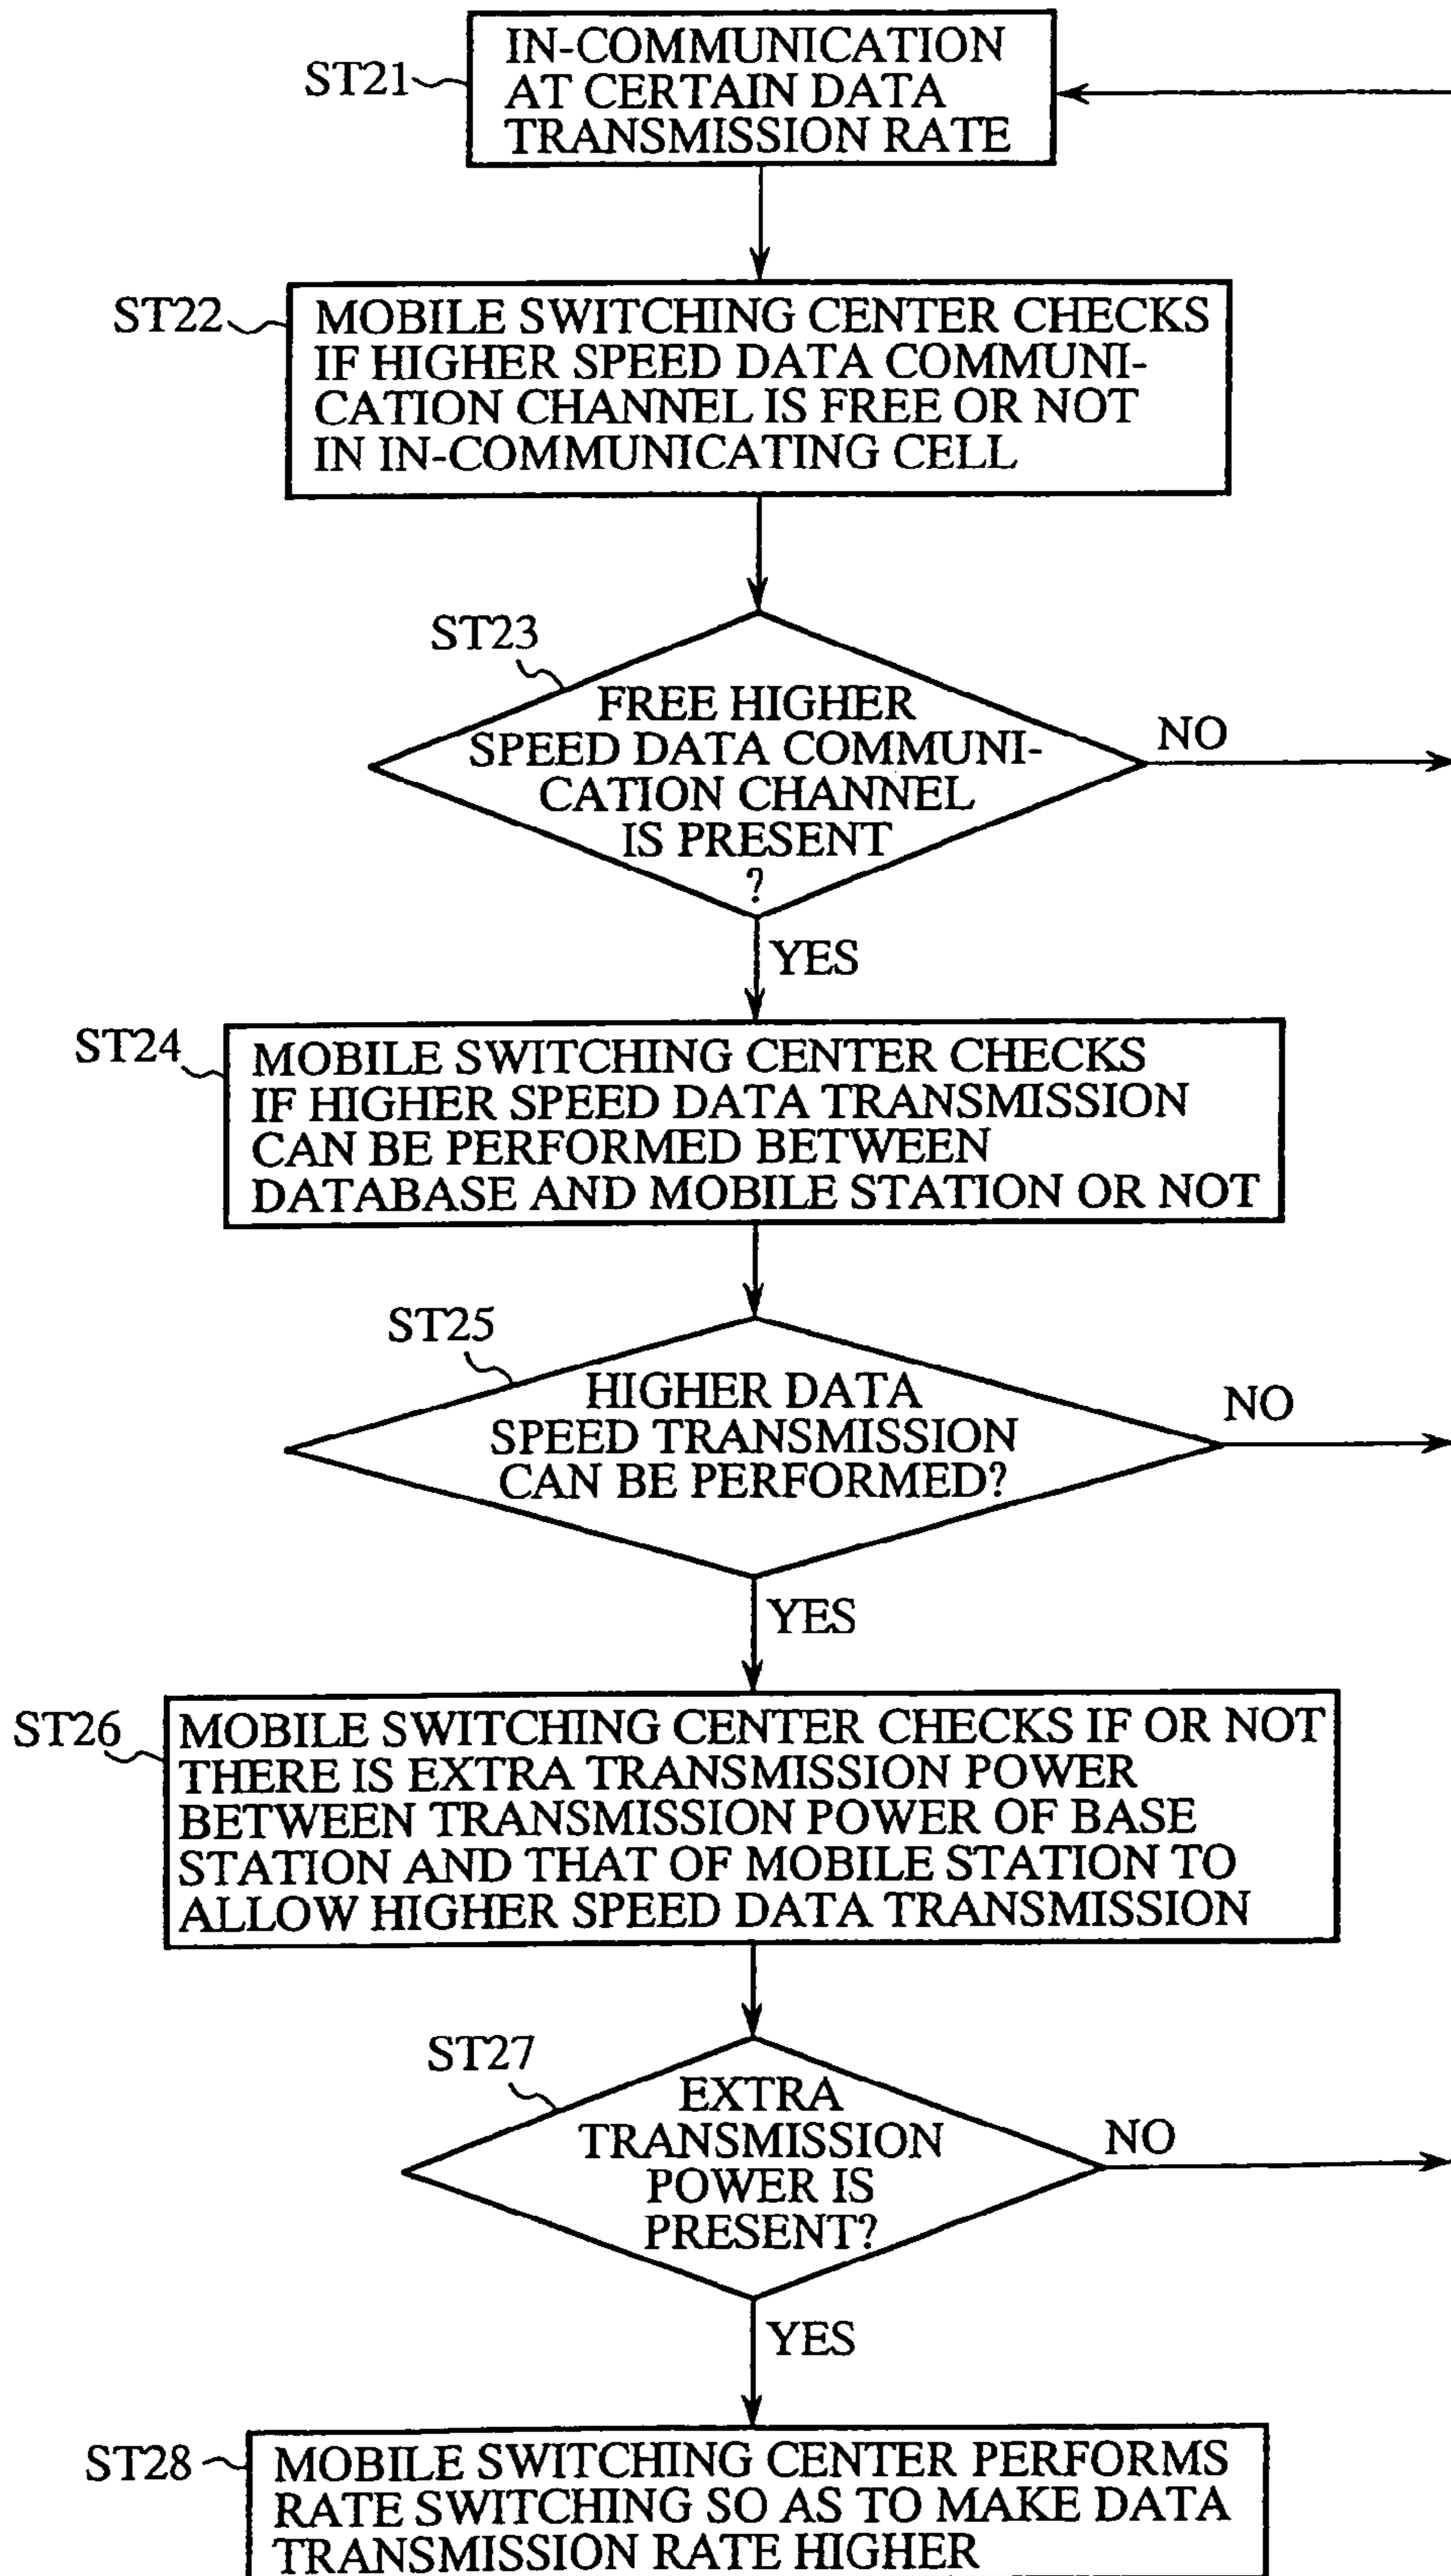 ST21
IN-COMMUNICATION
AT CERTAIN DATA
TRANSMISSION RATE
ST22
MOBILE SWITCHING CENTER CHECKS
IF HIGHER SPEED DATA COMMUNI-
CATION CHANNEL IS FREE OR NOT
IN IN-COMMUNICATING CELL
ST23
FREE HIGHER
SPEED DATA COMMUNI-
CATION CHANNEL
IS PRESENT
?
NO
YES
ST24
MOBILE SWITCHING CENTER CHECKS
IF HIGHER SPEED DATA TRANSMISSION
CAN BE PERFORMED BETWEEN
DATABASE AND MOBILE STATION OR NOT
ST25
HIGHER DATA
SPEED TRANSMISSION
CAN BE PERFORMED?
NO
YES
ST26
MOBILE SWITCHING CENTER CHECKS IF OR NOT
THERE IS EXTRA TRANSMISSION POWER
BETWEEN TRANSMISSION POWER OF BASE
STATION AND THAT OF MOBILE STATION TO
ALLOW HIGHER SPEED DATA TRANSMISSION
ST27
EXTRA
TRANSMISSION
POWER IS
PRESENT?
NO
YES
ST28
MOBILE SWITCHING CENTER PERFORMS
RATE SWITCHING SO AS TO MAKE DATA
TRANSMISSION RATE HIGHER